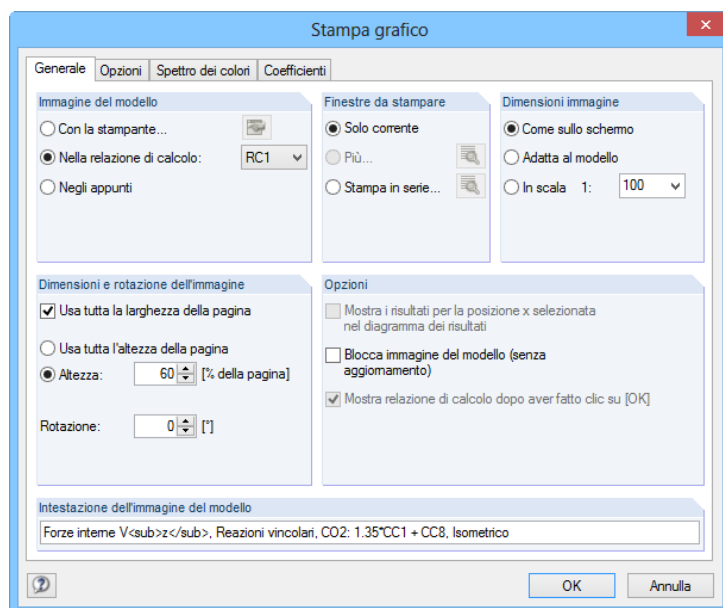 Stampa grafico
Generale
Opzioni
Spettro dei colori
Coefficienti
Immagine del modello
Con la stampante...
Nella relazione di calcolo:
RC1
Negli appunti
Finestre da stampare
Solo corrente
Più...
Stampa in serie...
Dimensioni immagine
Come sullo schermo
Adatta al modello
In scala 1:
100
Dimensioni e rotazione dell'immagine
Usa tutta la larghezza della pagina
Usa tutta l'altezza della pagina
Altezza:
60
[% della pagina]
Rotazione:
0
[°]
Opzioni
Mostra i risultati per la posizione x selezionata
nel diagramma dei risultati
Blocca immagine del modello (senza
aggiornamento)
Mostra relazione di calcolo dopo aver fatto clic su [OK]
Intestazione dell'immagine del modello
Forze interne V<sub>z</sub>, Reazioni vincolari, CO2: 1.35*CC1 + CC8, Isometrico
OK
Annulla